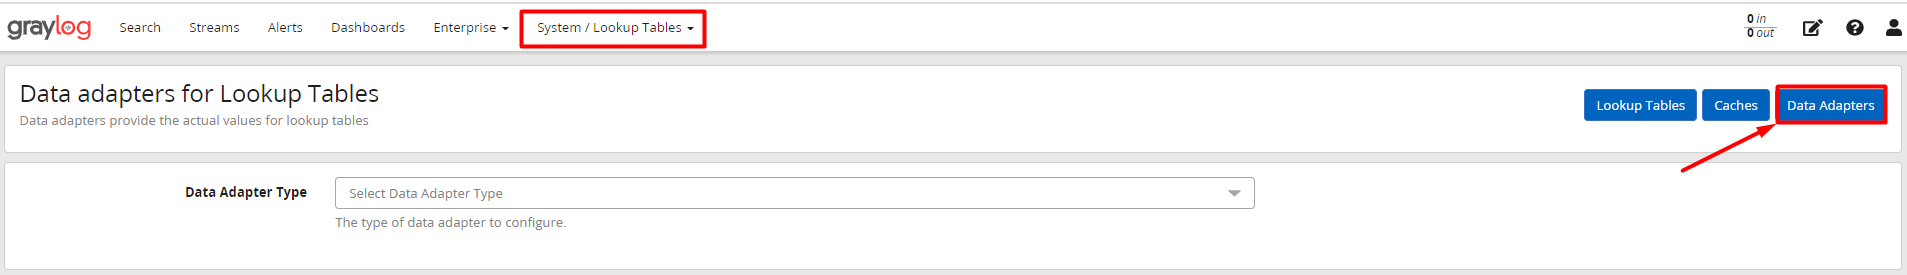 graylog Search Streams Alerts Dashboards Enterprise System / Lookup Tables 0 in
0 out
Data adapters for Lookup Tables
Data adapters provide the actual values for lookup tables
Lookup Tables Caches Data Adapters
Data Adapter Type Select Data Adapter Type
The type of data adapter to configure.